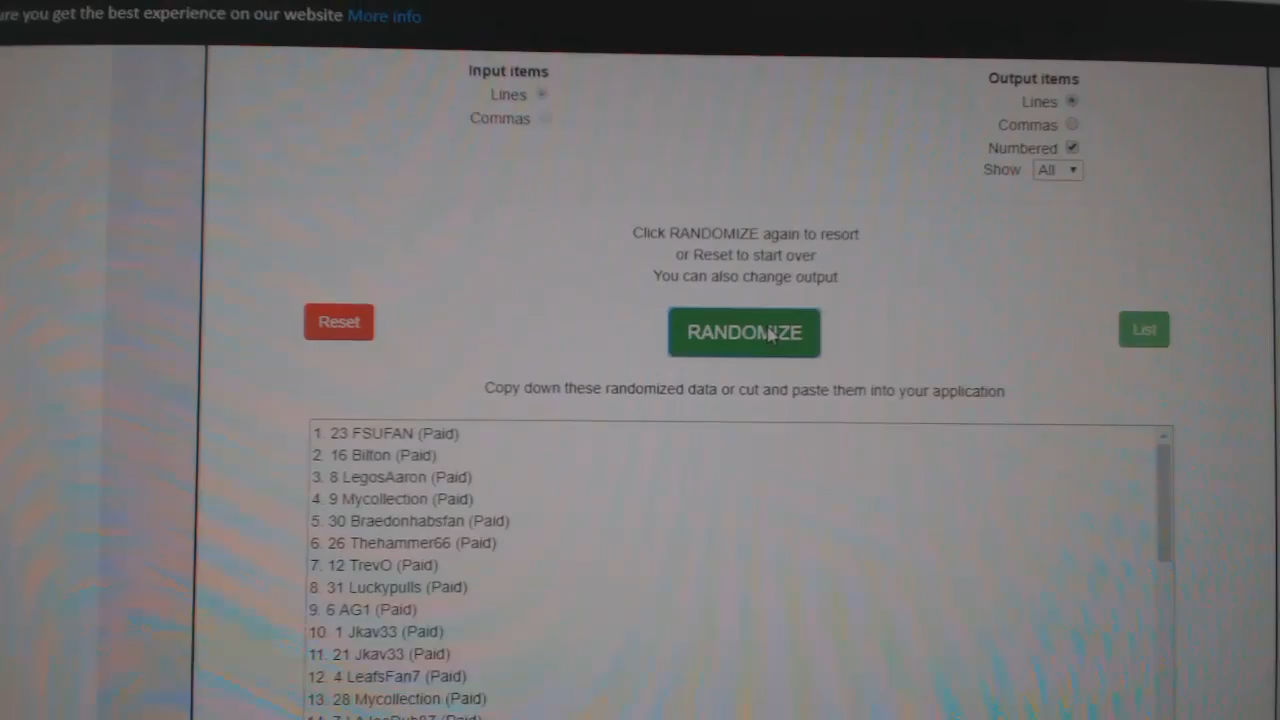 ure you get the best experience on our website More info
Input items
Lines
Commas
Output items
Lines
Commas
Numbered
Show All
Click RANDOMIZE again to resort
or Reset to start over
You can also change output
Reset
RANDOMIZE
List
Copy down these randomized data or cut and paste them into your application
1. 23 FSUFAN (Paid)
2. 16 Billon (Paid)
3. 8 LegosAaron (Paid)
4. 9 Mycollection (Paid)
5. 30 Braedonhabsfan (Paid)
6. 26 Thehammer66 (Paid)
7. 12 TrevO (Paid)
8. 31 Luckypulls (Paid)
9. 6 AG1 (Paid)
10. 1 Jkav33 (Paid)
11. 21 Jkav33 (Paid)
12. 4 LeafsFan7 (Paid)
13. 28 Mycollection (Paid)